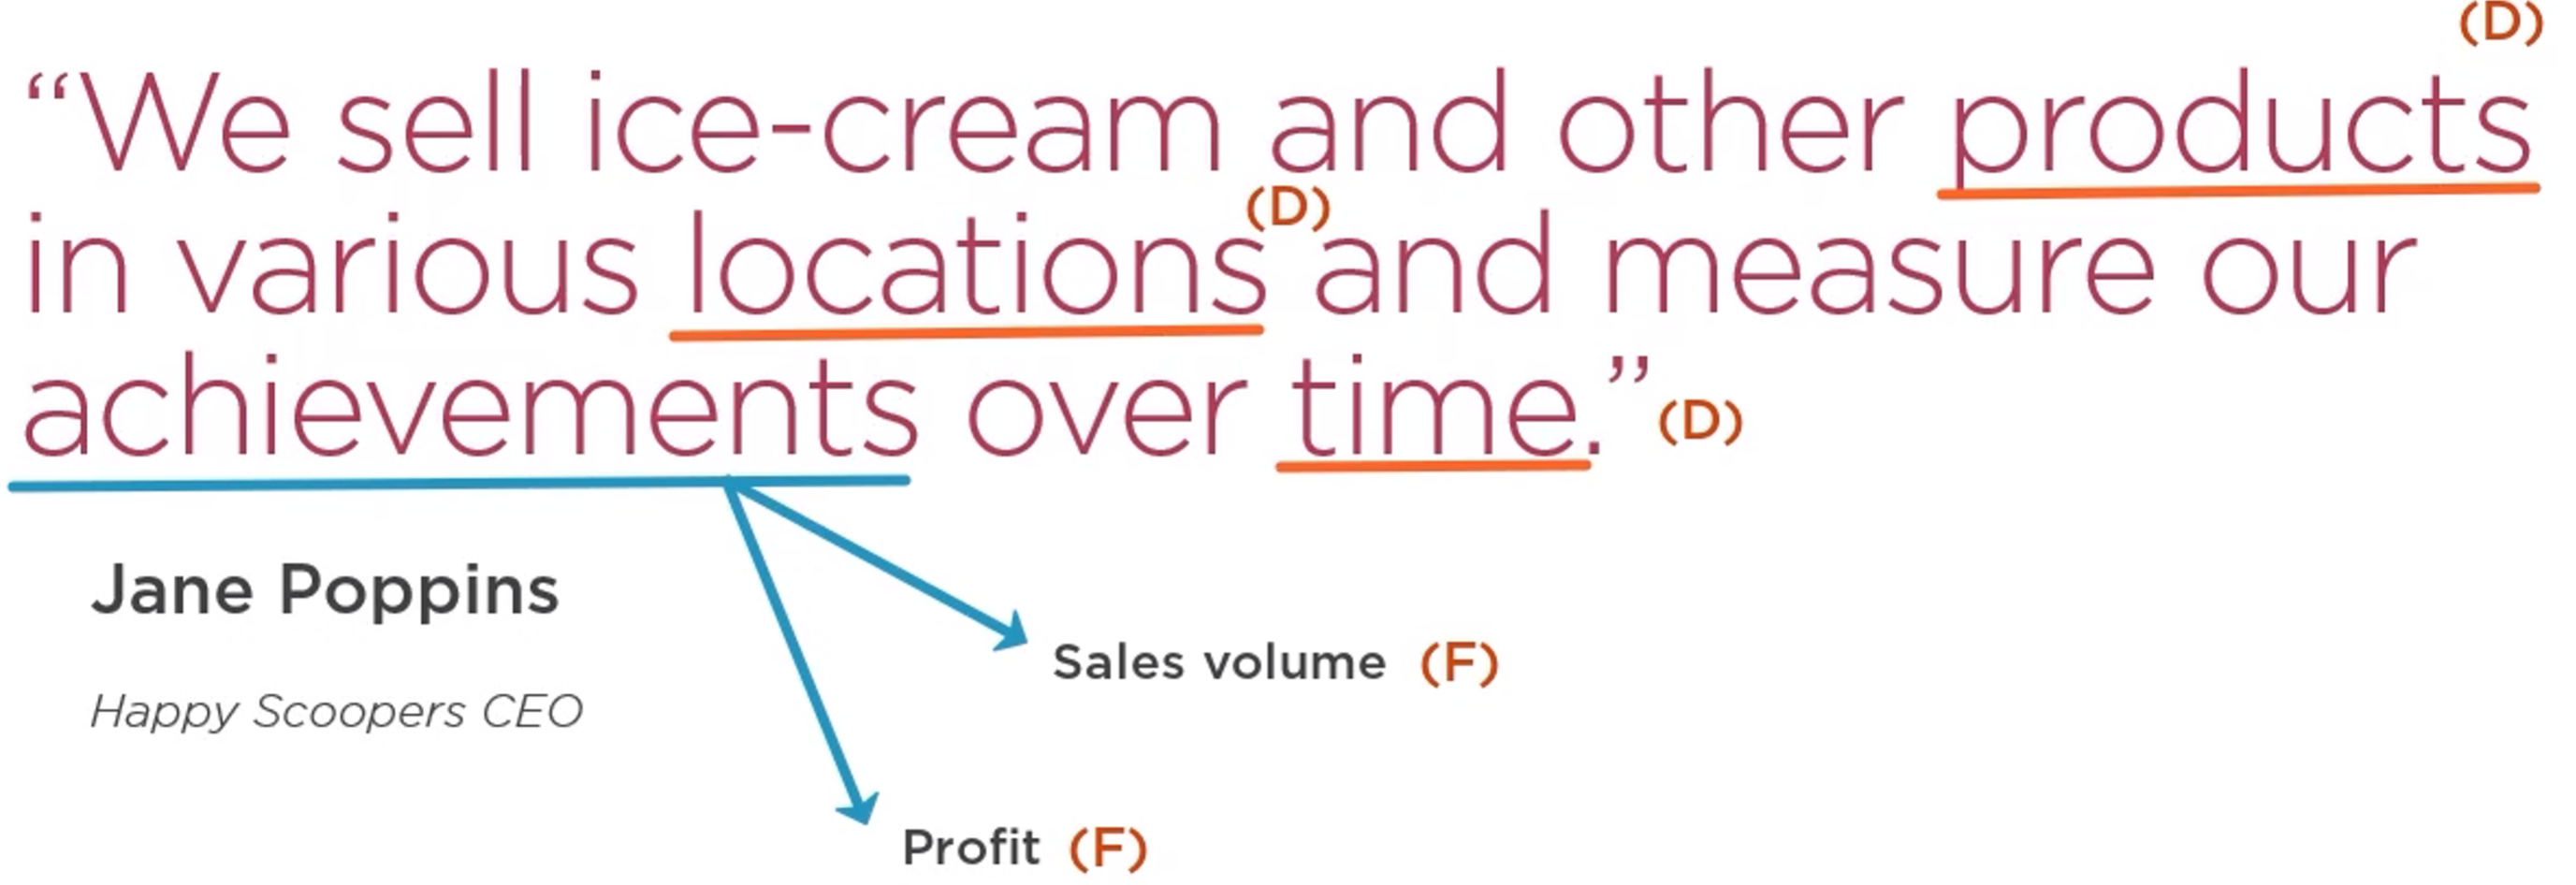 (D)
“We sell ice-cream and other products
in various locations (D) and measure our
achievements over time.” (D)
Jane Poppins
Sales volume (F)
Happy Scoopers CEO
Profit (F)